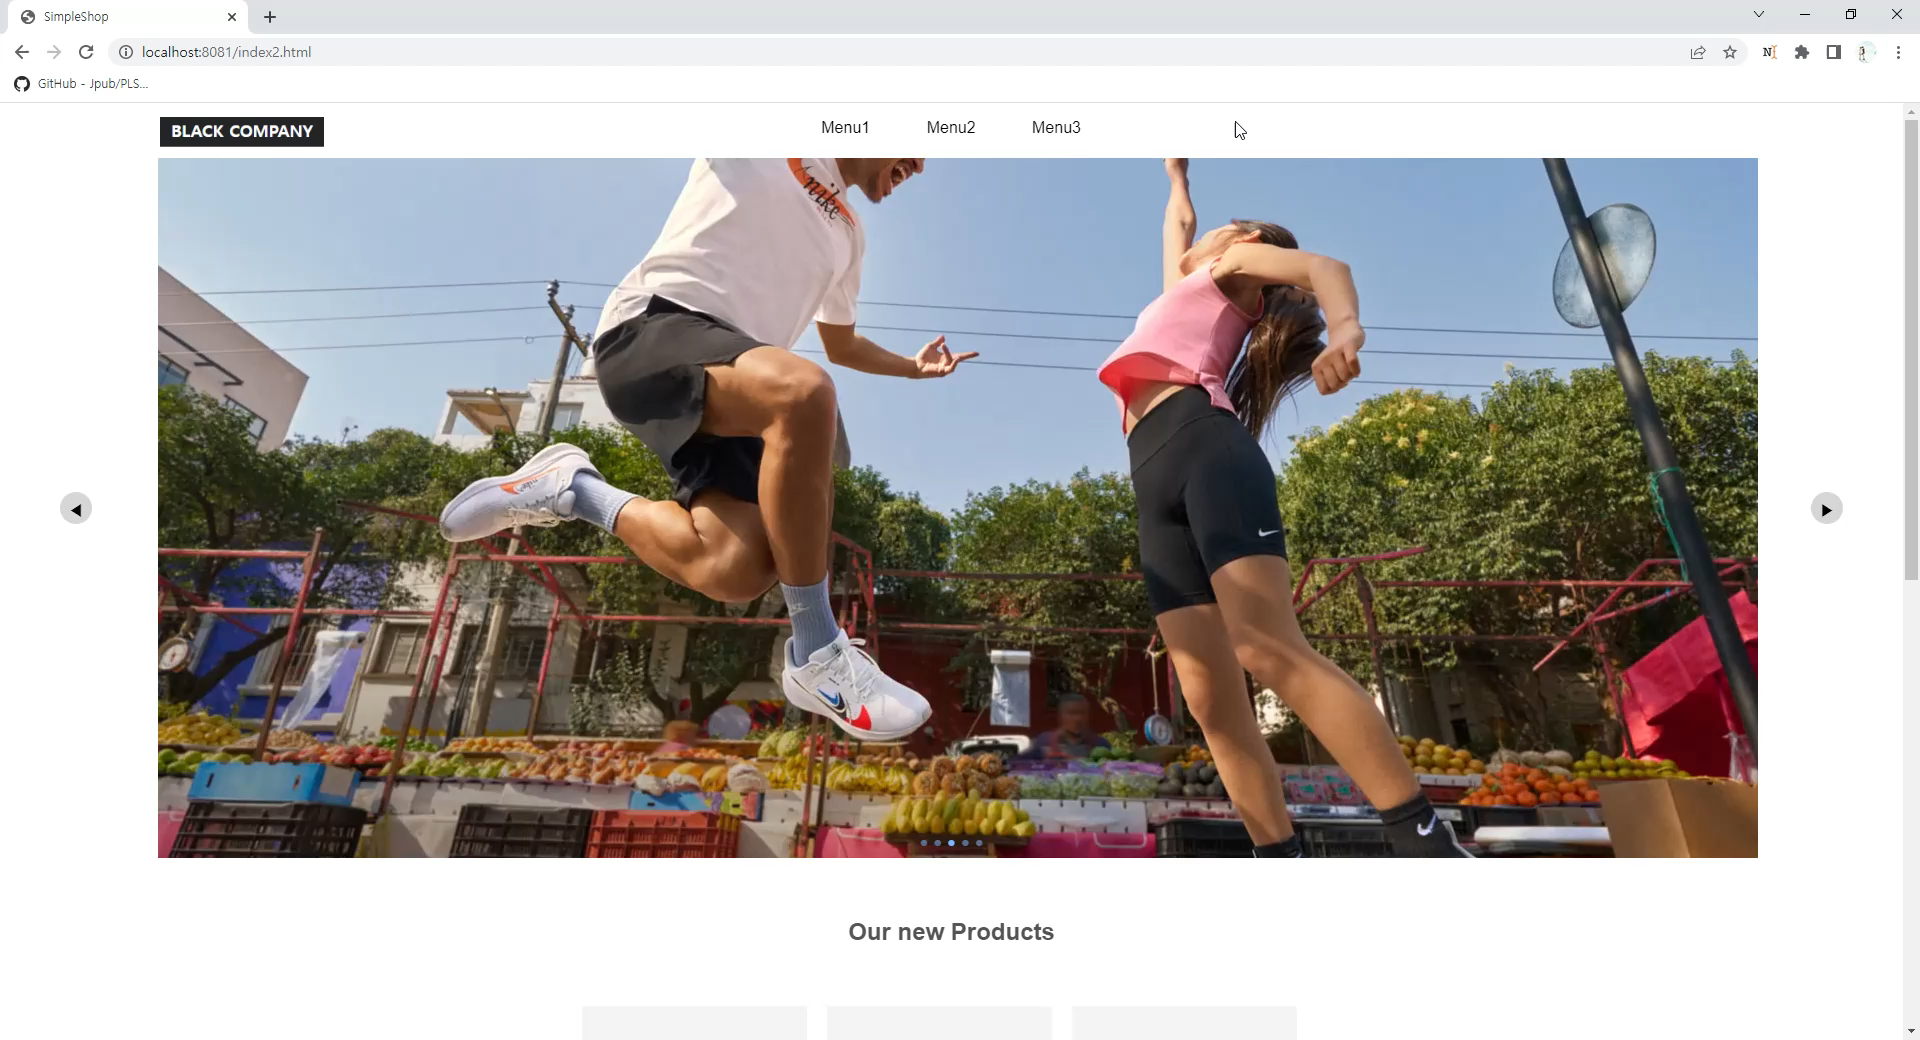 SimpleShop
localhost:8081/index2.html
GitHub - Jpub/PLS...
BLACK COMPANY
Menu1
Menu2
Menu3
nike
Our new Products